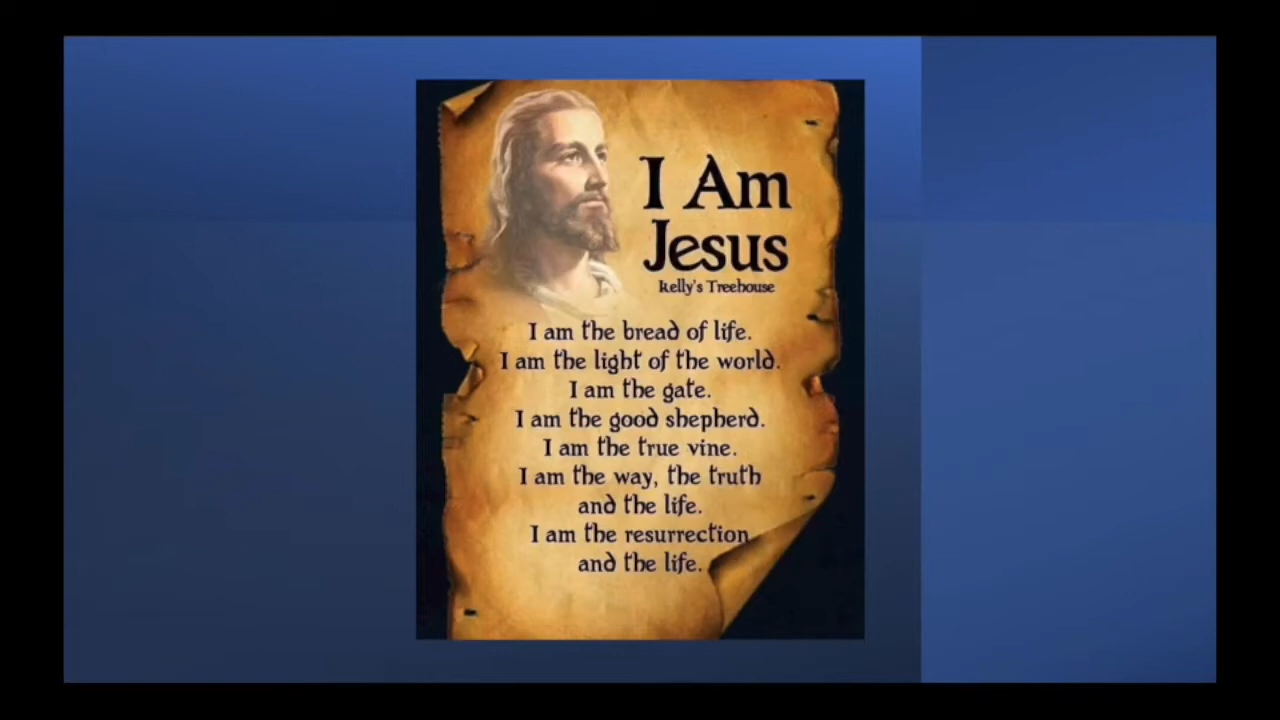 I Am
Jesus
Kelly's Treehouse
I am the bread of life.
I am the light of the world.
I am the gate.
I am the good shepherd.
I am the true vine.
I am the way, the truth
and the life.
I am the resurrection
and the life.